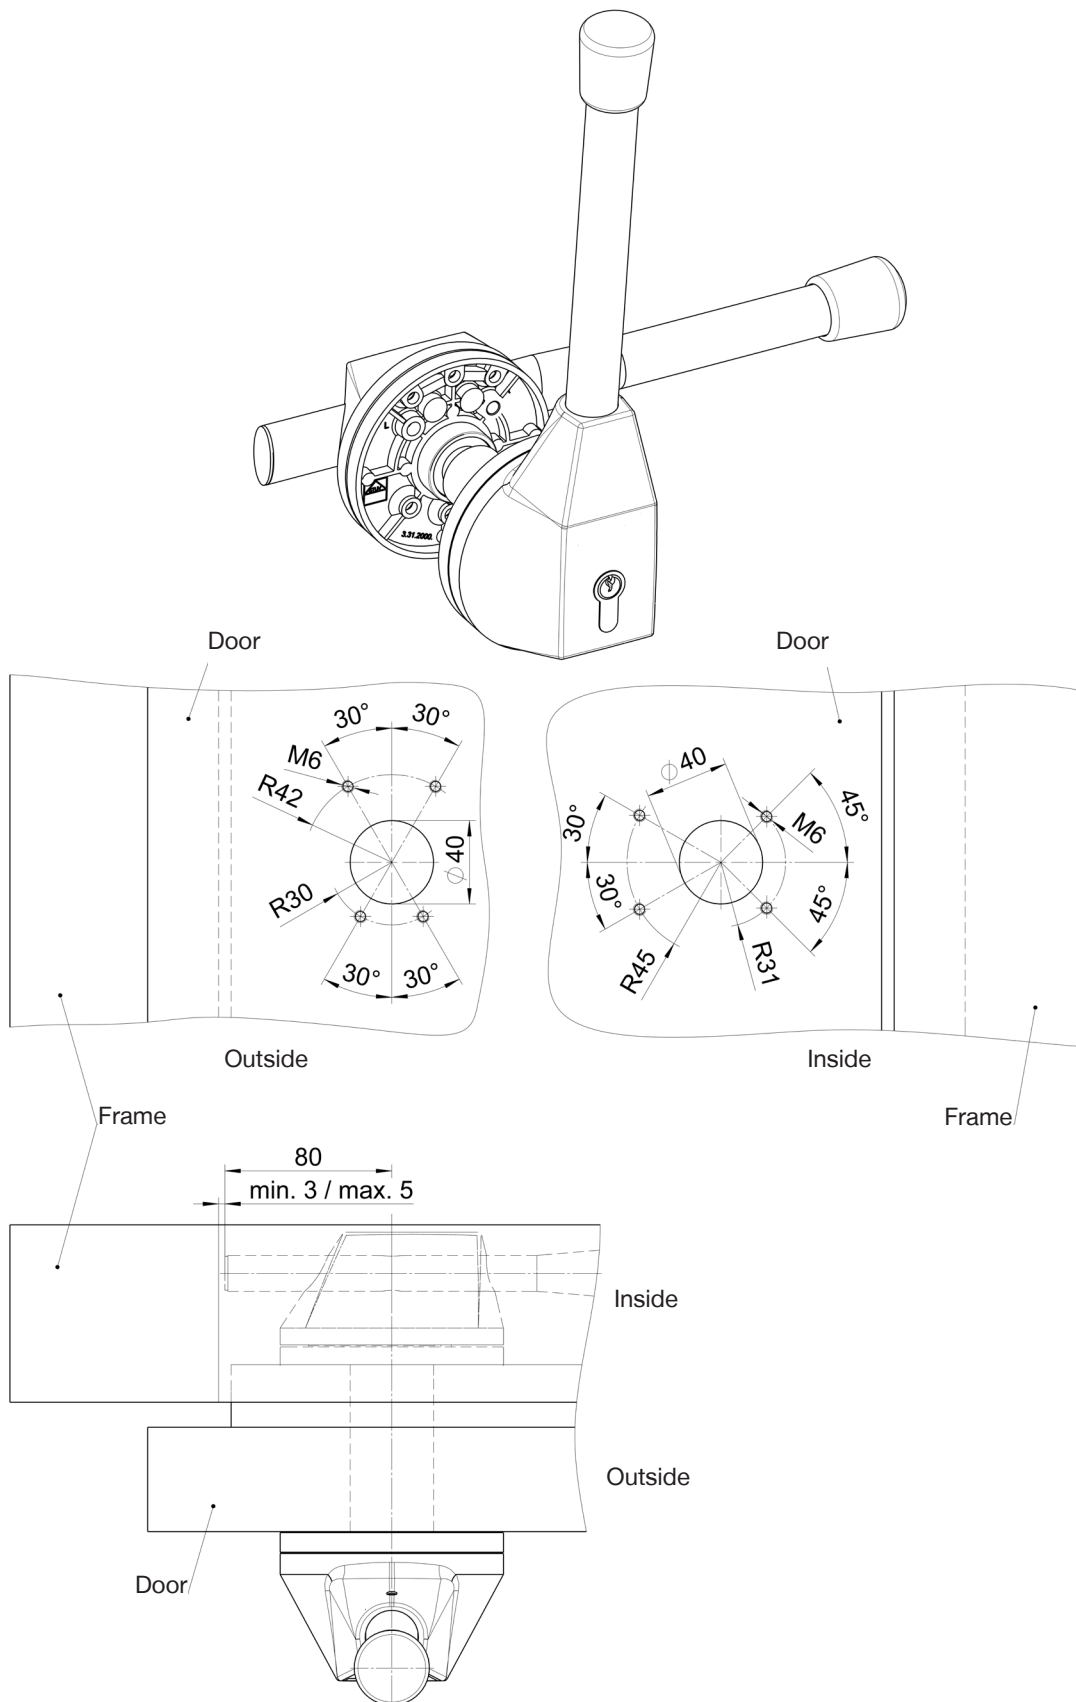 L
3.31.2000.
Door
Door
30° 30°
M6
R42
⌀40
R30
30° 30°
⌀40
45°
M6
30°
30°
45°
R45
R31
Outside
Inside
Frame
Frame
80
min. 3 / max. 5
Inside
Outside
Door